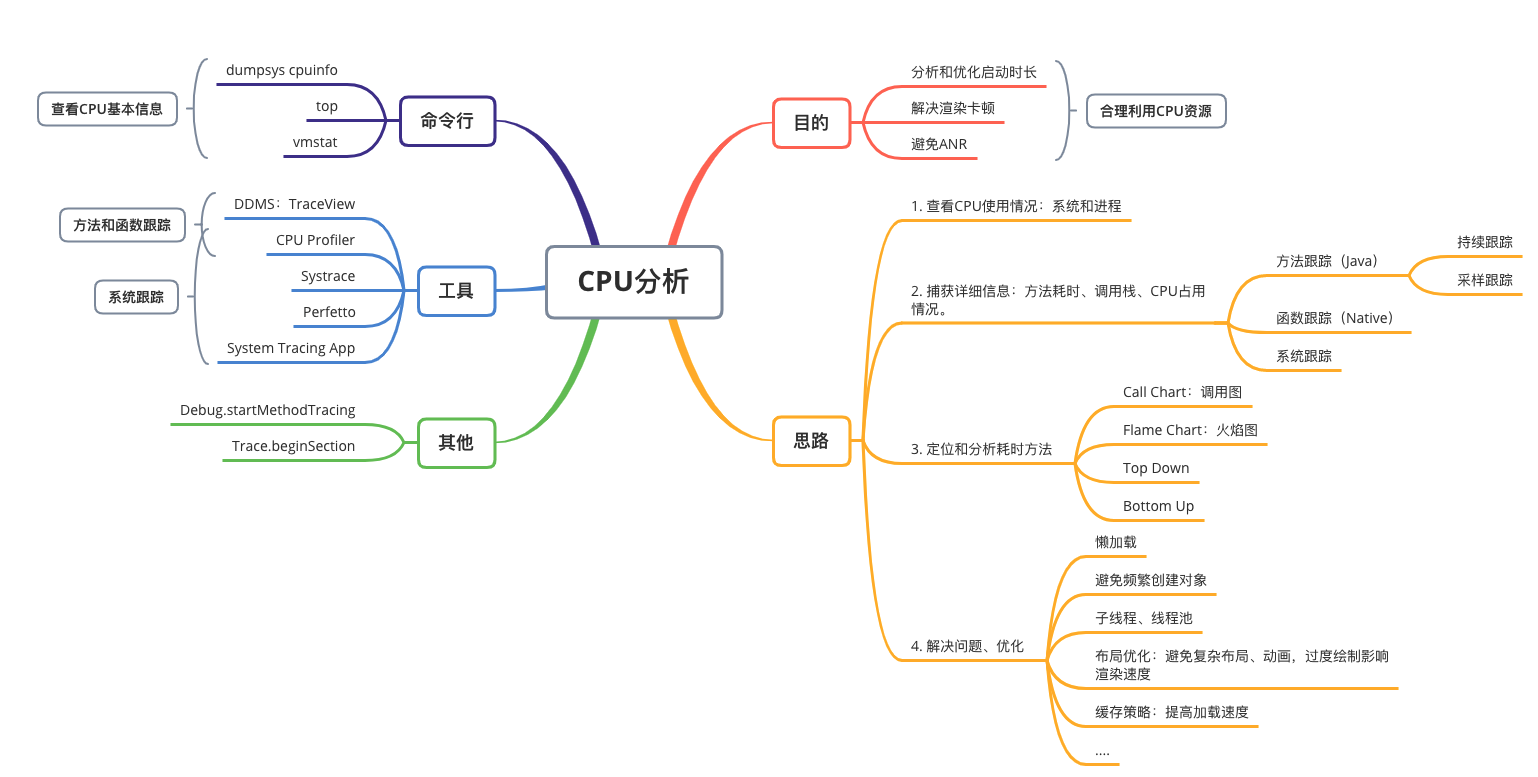 CPU分析
目的
分析和优化启动时长
解决渲染卡顿
避免ANR
合理利用CPU资源
思路
1. 查看CPU使用情况：系统和进程
2. 捕获详细信息：方法耗时、调用栈、CPU占用
情况。
方法跟踪（Java）
持续跟踪
采样跟踪
函数跟踪（Native）
系统跟踪
3. 定位和分析耗时方法
Call Chart：调用图
Flame Chart：火焰图
Top Down
Bottom Up
4. 解决问题、优化
懒加载
避免频繁创建对象
子线程、线程池
布局优化：避免复杂布局、动画，过度绘制影响
渲染速度
缓存策略：提高加载速度
....
命令行
dumpsys cpuinfo
top
vmstat
查看CPU基本信息
工具
DDMS：TraceView
CPU Profiler
Systrace
Perfetto
System Tracing App
方法和函数跟踪
系统跟踪
其他
Debug.startMethodTracing
Trace.beginSection